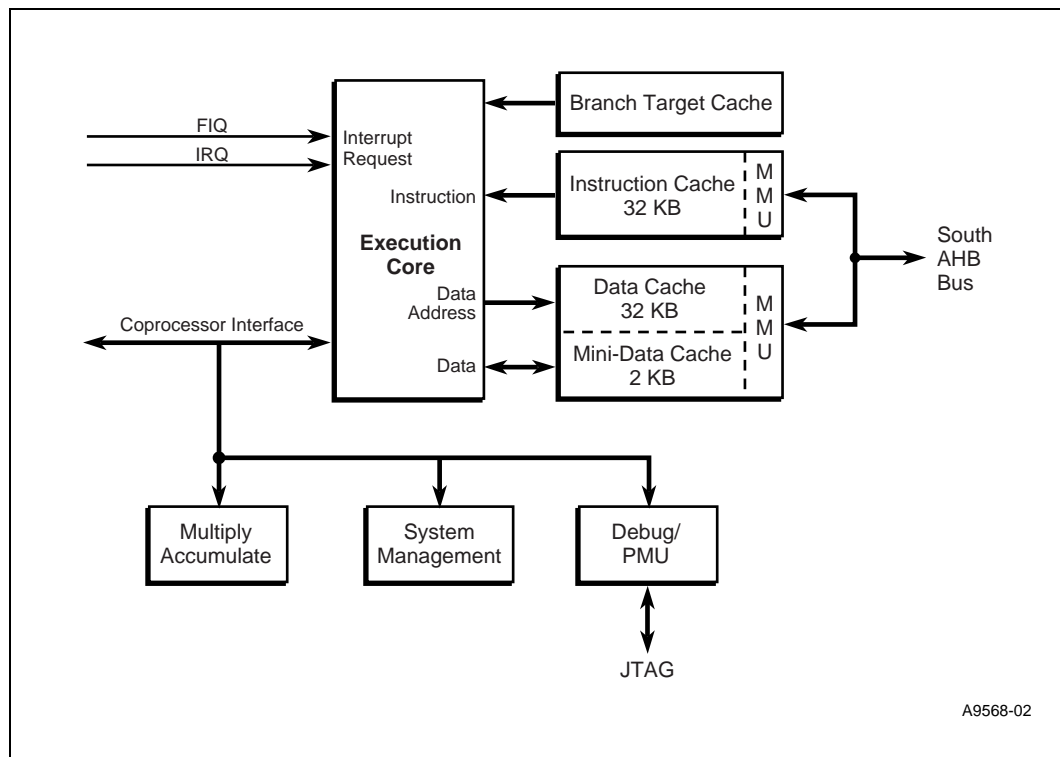 Branch Target Cache
FIQ
IRQ
Interrupt
Request
Instruction
Instruction Cache
32 KB
M
M
U
Execution
Core
South
AHB
Bus
Data
Address
Data Cache
32 KB
M
M
U
Coprocessor Interface
Data
Mini-Data Cache
2 KB
Multiply
Accumulate
System
Management
Debug/
PMU
JTAG
A9568-02